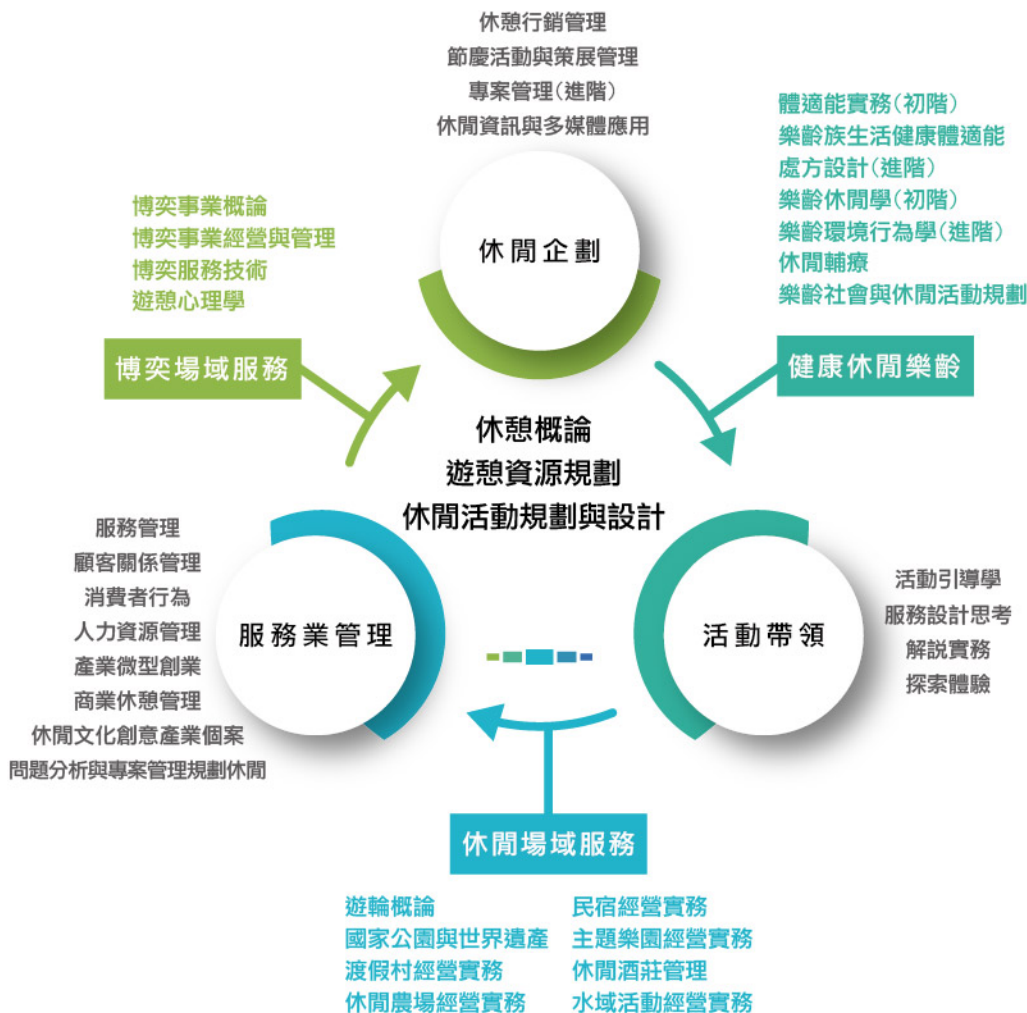 休憩行銷管理
節慶活動與策展管理
專案管理(進階)
休閒資訊與多媒體應用
休閒企劃
體適能實務(初階)
樂齡族生活健康體適能
處方設計(進階)
樂齡休閒學(初階)
樂齡環境行為學(進階)
休閒輔療
樂齡社會與休閒活動規劃
健康休閒樂齡
博奕事業概論
博奕事業經營與管理
博奕服務技術
遊憩心理學
博奕場域服務
休憩概論
遊憩資源規劃
休閒活動規劃與設計
服務管理
顧客關係管理
消費者行為
人力資源管理
產業微型創業
商業休憩管理
休閒文化創意產業個案
問題分析與專案管理規劃休閒
服務業管理
活動帶領
活動引導學
服務設計思考
解說實務
探索體驗
休閒場域服務
遊輪概論
國家公園與世界遺產
渡假村經營實務
休閒農場經營實務
民宿經營實務
主題樂園經營實務
休閒酒莊管理
水域活動經營實務